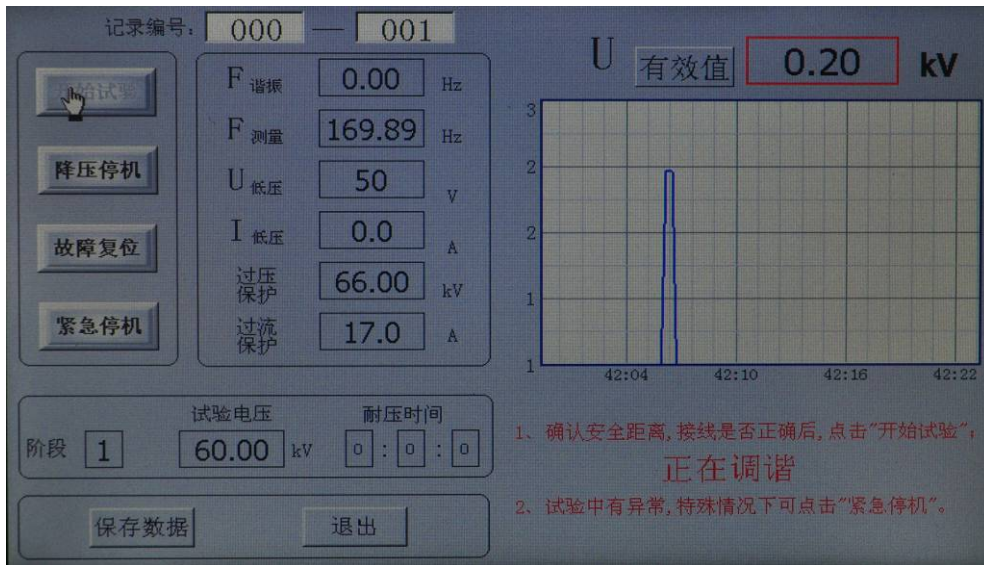 记录编号: 000 — 001
开始试验
降压停机
故障复位
紧急停机
F 谐振 0.00 Hz
F 测量 169.89 Hz
U 低压 50 V
I 低压 0.0 A
过压保护 66.00 kV
过流保护 17.0 A
U 有效值 0.20 kV
3
2
2
1
1
42:04 42:10 42:16 42:22
试验电压 耐压时间
阶段 1 60.00 kV 0 : 0 : 0
保存数据 退出
1、确认安全距离,接线是否正确后,点击"开始试验";
正在调谐
2、试验中有异常,特殊情况下可点击"紧急停机"。